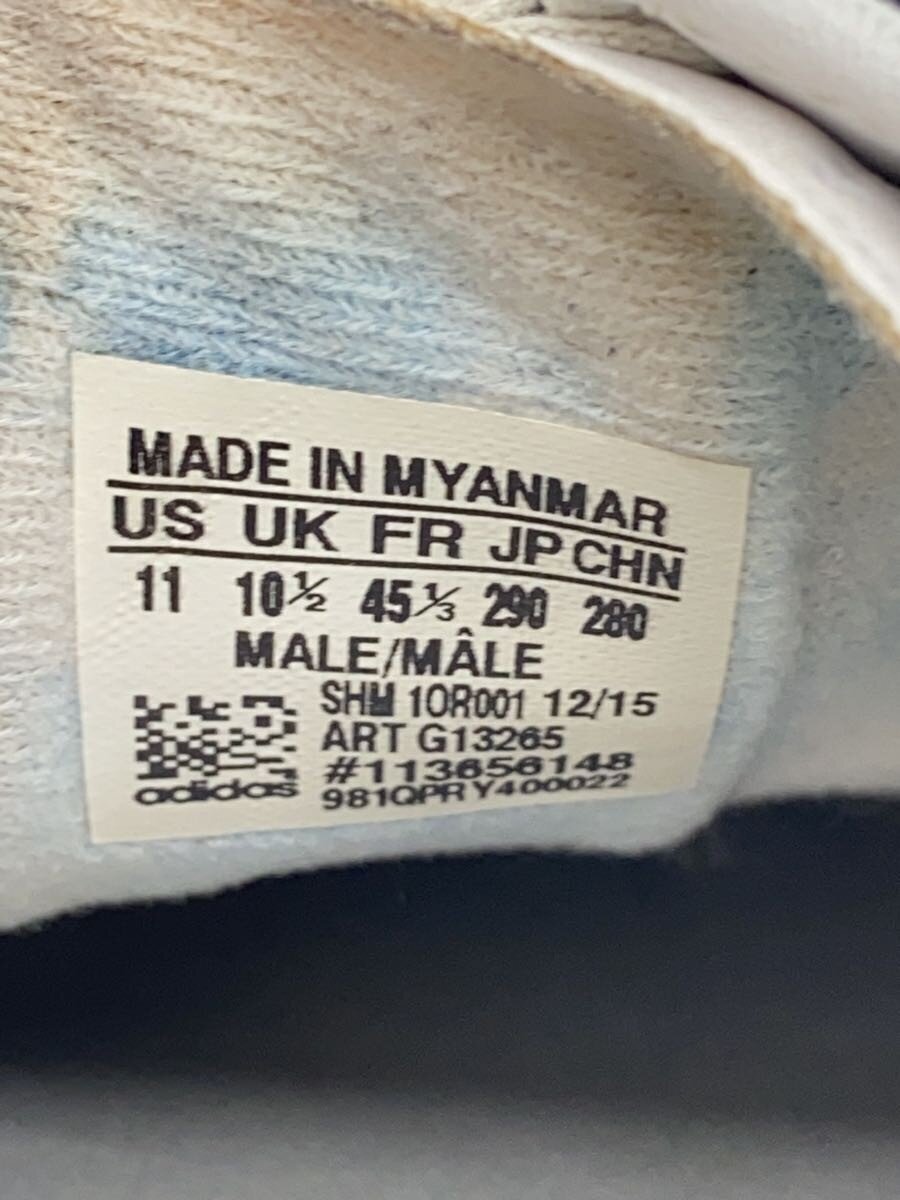 MADE IN MYANMAR
US UK FR JP CHN
11 10½ 45⅓ 290 280
MALE/MÂLE
SHM 1OR001 12/15
ART G13265
#113656148
adidas 981QPRY400022